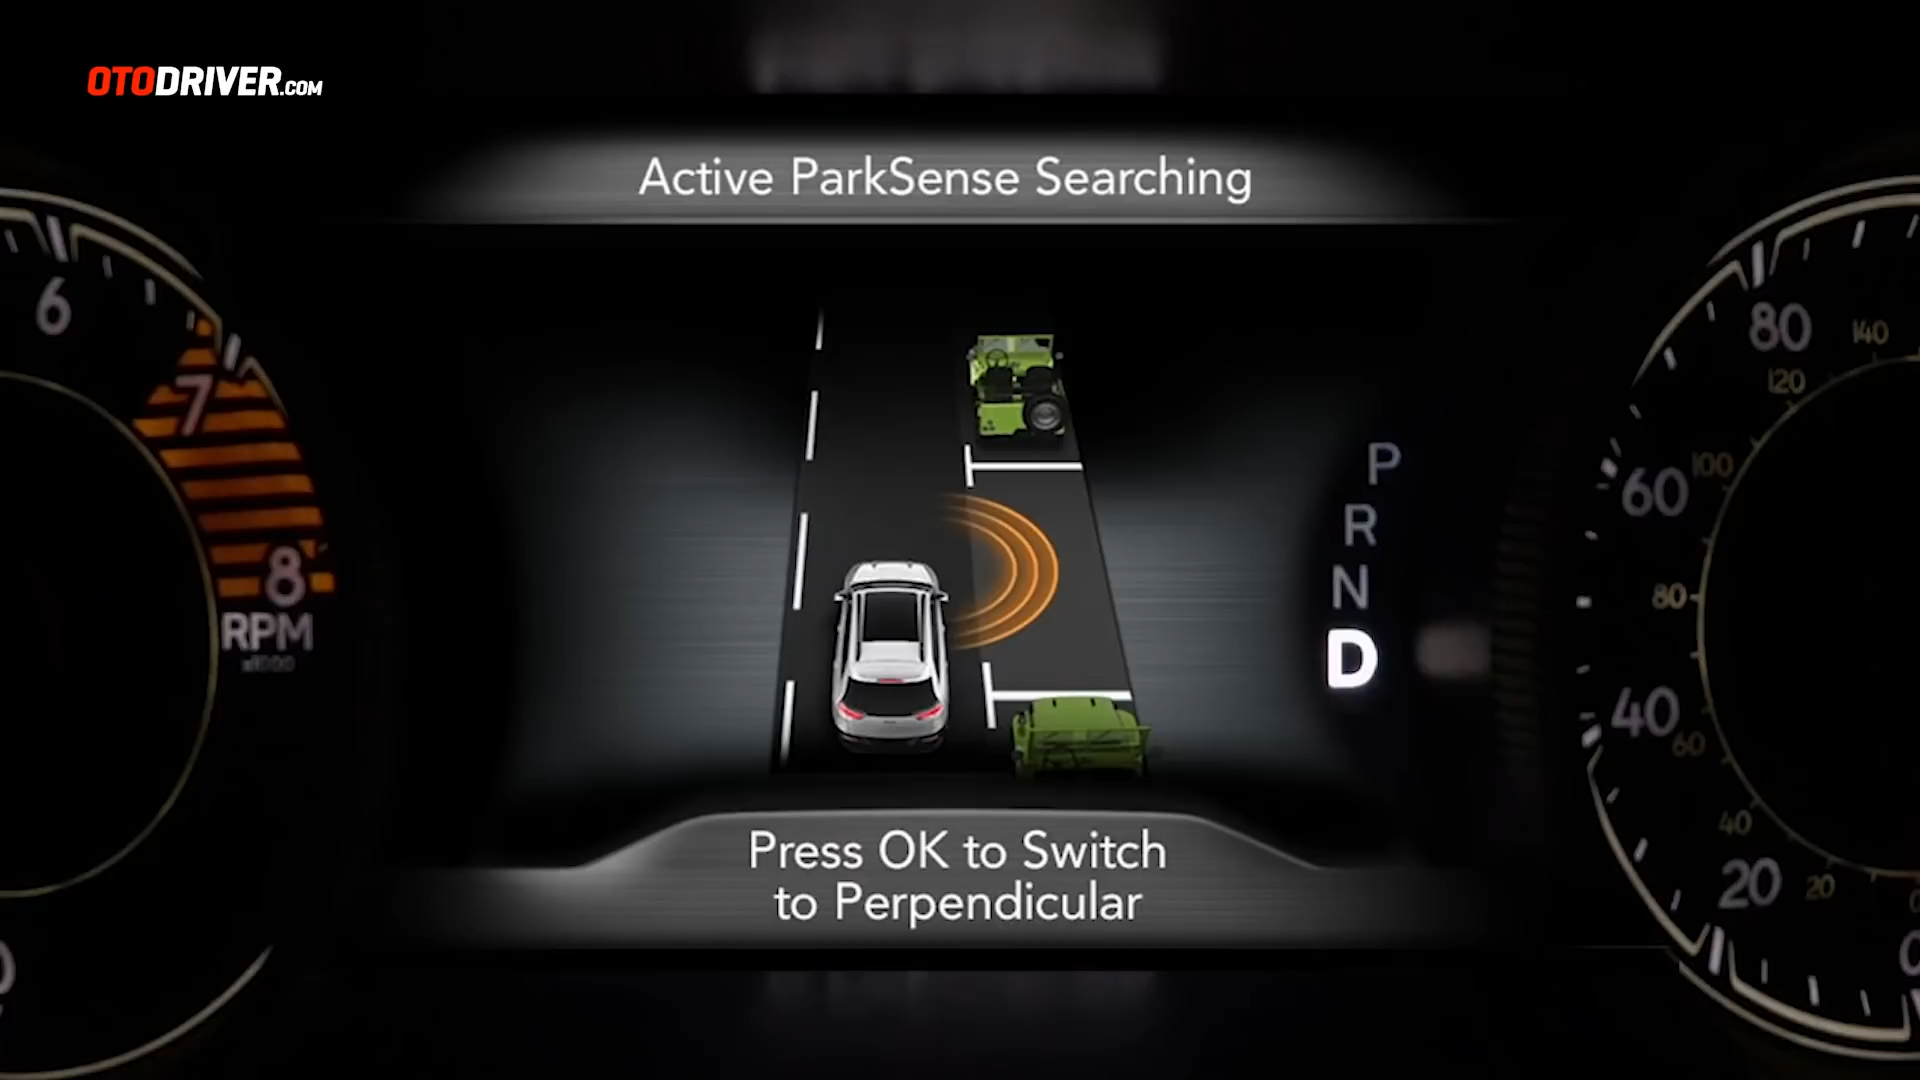 OTODRIVER.COM
Active ParkSense Searching
6
7
8
RPM
P
R
N
D
80
140
120
60
100
80
40
60
40
20
20
0
Press OK to Switch
to Perpendicular